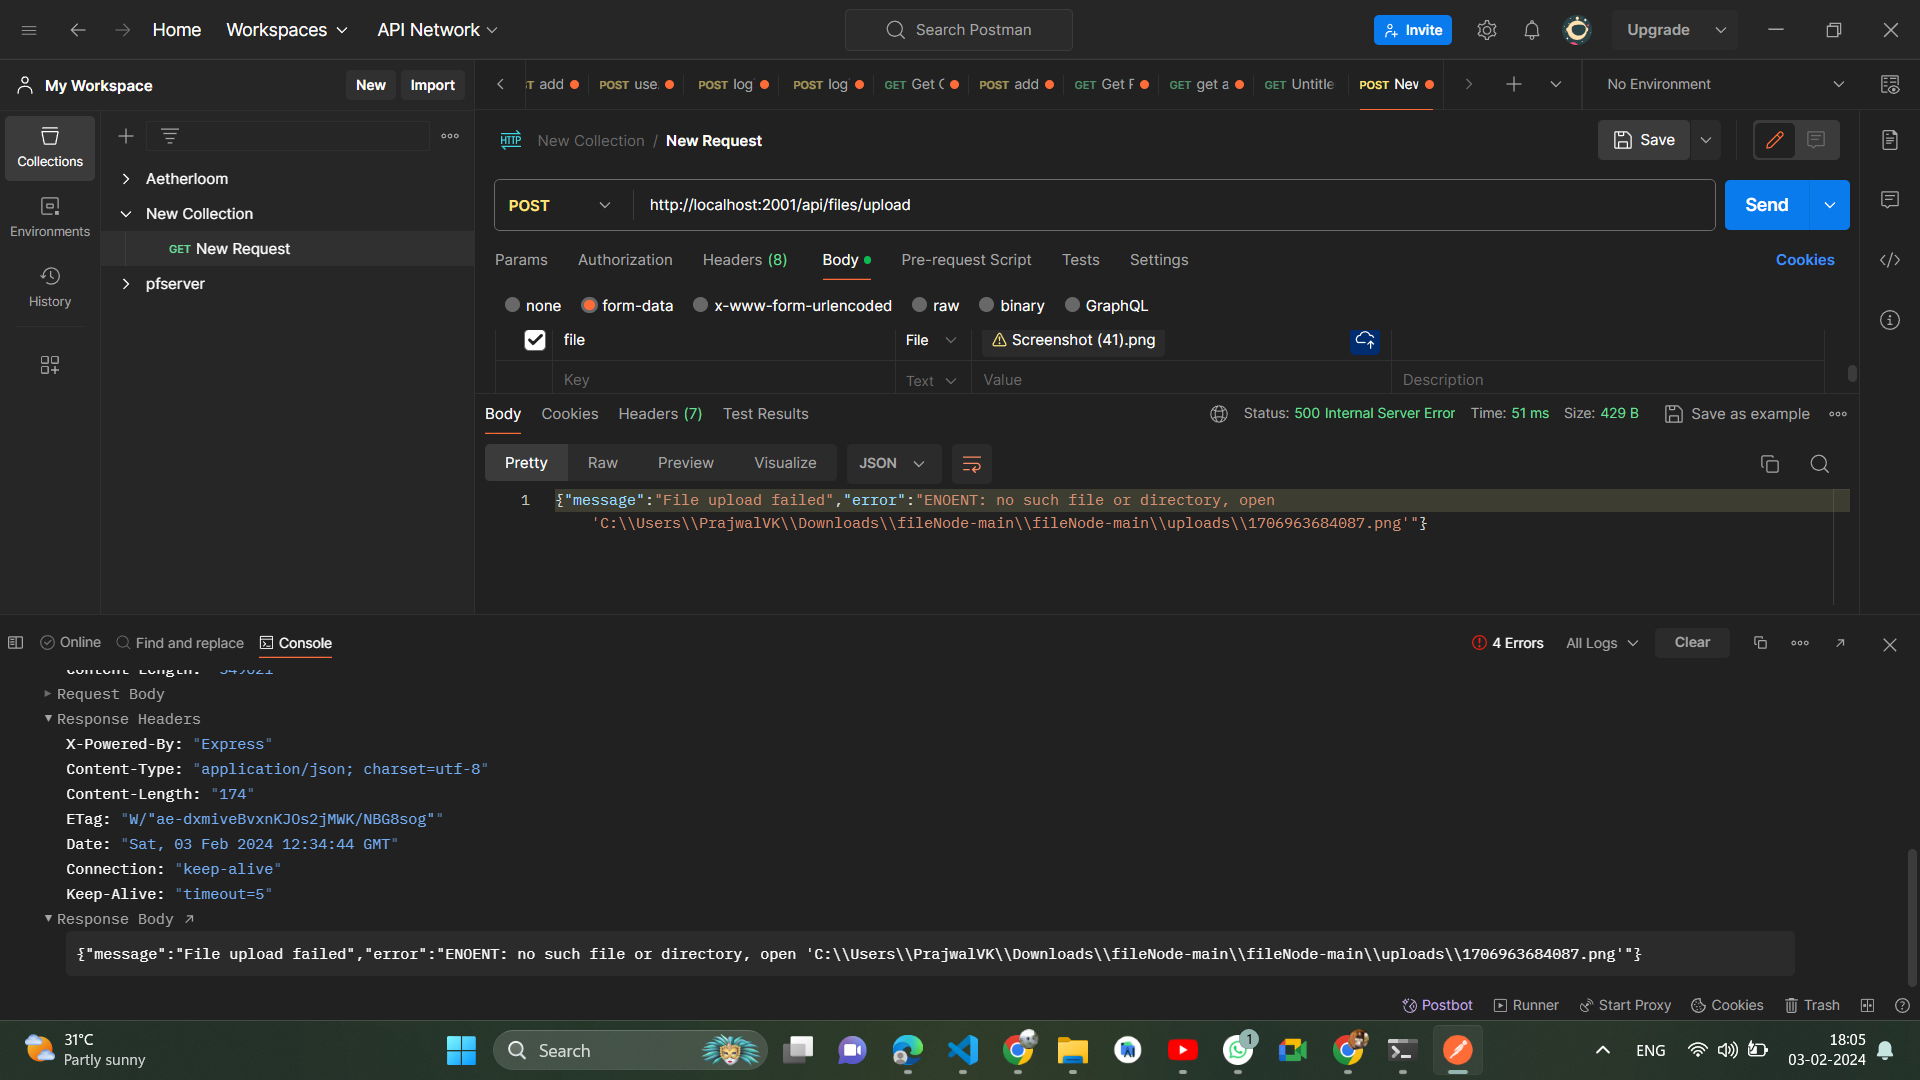 Home Workspaces API Network Search Postman Invite Upgrade
My Workspace New Import
add POST use POST log POST log GET Get C POST add GET Get F GET get a GET Untitle POST New No Environment
Collections
Environments
History
Aetherloom
New Collection
GET New Request
pfserver
HTTP New Collection / New Request Save
POST http://localhost:2001/api/files/upload Send
Params Authorization Headers (8) Body Pre-request Script Tests Settings Cookies
none form-data x-www-form-urlencoded raw binary GraphQL
file File Screenshot (41).png
Key Text Value Description
Body Cookies Headers (7) Test Results Status: 500 Internal Server Error Time: 51 ms Size: 429 B Save as example
Pretty Raw Preview Visualize JSON
1 {"message":"File upload failed","error":"ENOENT: no such file or directory, open
'C:\\Users\\PrajwalVK\\Downloads\\fileNode-main\\fileNode-main\\uploads\\1706963684087.png'"}
Online Find and replace Console 4 Errors All Logs Clear
Content-Length: "349821"
Request Body
Response Headers
X-Powered-By: "Express"
Content-Type: "application/json; charset=utf-8"
Content-Length: "174"
ETag: "W/"ae-dxmiveBvxnKJOs2jMWK/NBG8sog""
Date: "Sat, 03 Feb 2024 12:34:44 GMT"
Connection: "keep-alive"
Keep-Alive: "timeout=5"
Response Body
{"message":"File upload failed","error":"ENOENT: no such file or directory, open 'C:\\Users\\PrajwalVK\\Downloads\\fileNode-main\\fileNode-main\\uploads\\1706963684087.png'"}
Postbot Runner Start Proxy Cookies Trash
31°C
Partly sunny
Search
1
ENG
18:05
03-02-2024